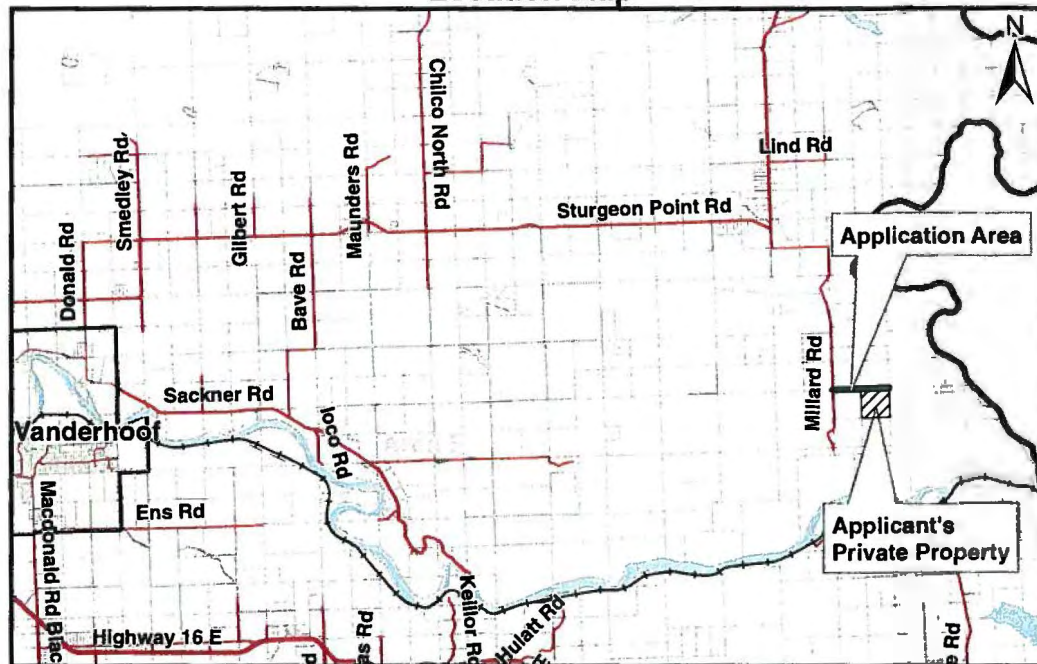 N
Chilco North Rd
Smedley Rd
Maunders Rd
Lind Rd
Gilbert Rd
Sturgeon Point Rd
Donald Rd
Application Area
Bave Rd
Millard Rd
Sackner Rd
Vanderhoof
loco Rd
Macdonald Rd
Ens Rd
Applicant's
Private Property
Keillor Rd
Hulatt Rd
Highway 16 E